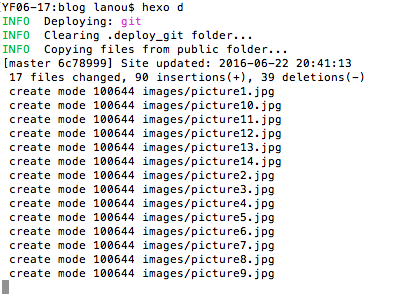 [YF06-17:blog lanou$ hexo d
INFO  Deploying: git
INFO  Clearing .deploy_git folder...
INFO  Copying files from public folder...
[master 6c78999] Site updated: 2016-06-22 20:41:13
 17 files changed, 90 insertions(+), 39 deletions(-)
 create mode 100644 images/picture1.jpg
 create mode 100644 images/picture10.jpg
 create mode 100644 images/picture11.jpg
 create mode 100644 images/picture12.jpg
 create mode 100644 images/picture13.jpg
 create mode 100644 images/picture14.jpg
 create mode 100644 images/picture2.jpg
 create mode 100644 images/picture3.jpg
 create mode 100644 images/picture4.jpg
 create mode 100644 images/picture5.jpg
 create mode 100644 images/picture6.jpg
 create mode 100644 images/picture7.jpg
 create mode 100644 images/picture8.jpg
 create mode 100644 images/picture9.jpg